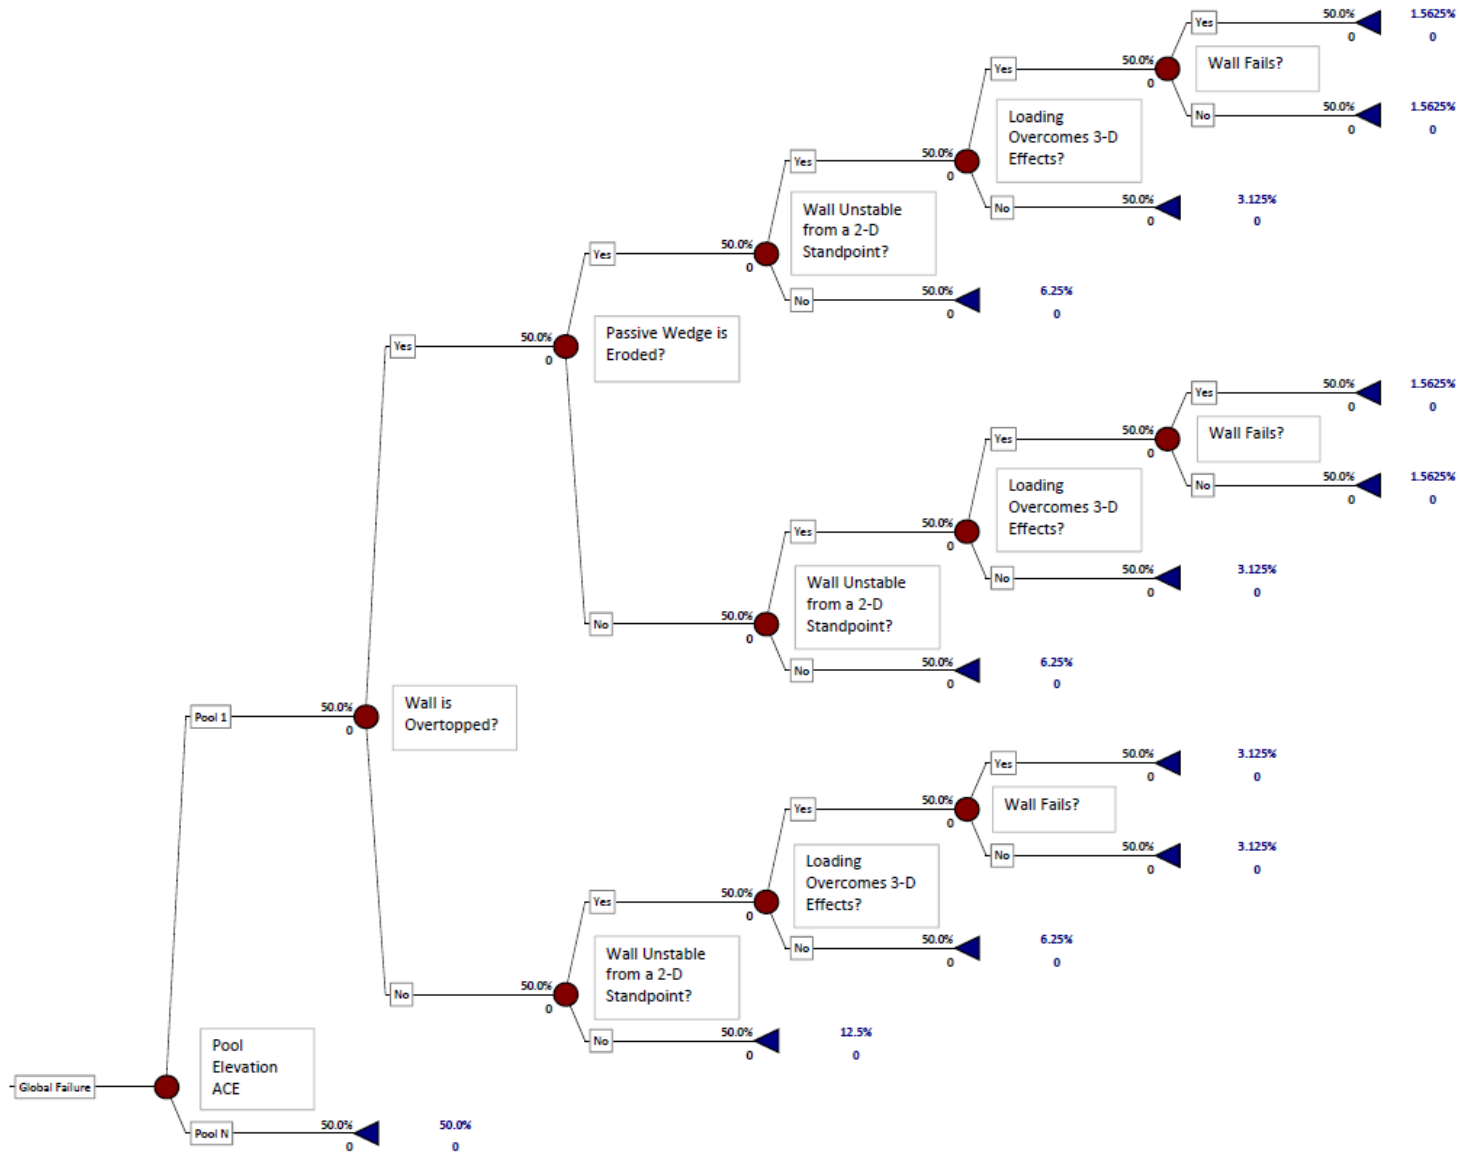 50.0%
1.5625%
Yes
0
0
50.0%
Wall Fails?
Yes
0
50.0%
1.5625%
No
0
0
Loading
Overcomes 3-D
Effects?
50.0%
Yes
0
50.0%
3.125%
No
0
0
Wall Unstable
from a 2-D
Standpoint?
50.0%
Yes
0
50.0%
6.25%
No
0
0
Passive Wedge is
Eroded?
50.0%
Yes
0
50.0%
1.5625%
Yes
0
0
50.0%
Wall Fails?
Yes
0
50.0%
1.5625%
No
0
0
Loading
Overcomes 3-D
Effects?
50.0%
Yes
0
50.0%
3.125%
No
0
0
Wall Unstable
from a 2-D
Standpoint?
50.0%
No
0
50.0%
6.25%
No
0
0
Wall is
Overtopped?
50.0%
Pool 1
0
50.0%
3.125%
Yes
0
0
50.0%
Wall Fails?
Yes
0
50.0%
3.125%
No
0
0
Loading
Overcomes 3-D
Effects?
50.0%
Yes
0
50.0%
6.25%
No
0
0
Wall Unstable
from a 2-D
Standpoint?
50.0%
No
0
50.0%
12.5%
No
0
0
Pool
Elevation
ACE
Global Failure
50.0%
50.0%
Pool N
0
0